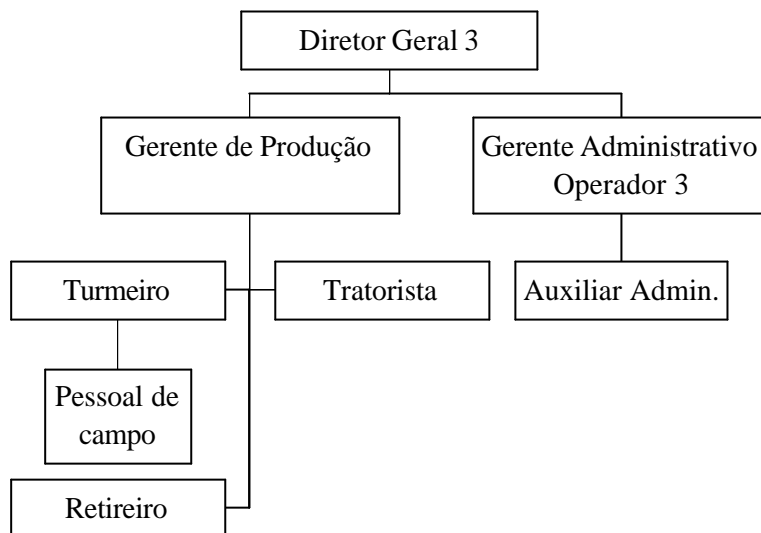 Diretor Geral 3
Gerente de Produção
Gerente Administrativo
Operador 3
Turmeiro
Tratorista
Auxiliar Admin.
Pessoal de
campo
Retireiro